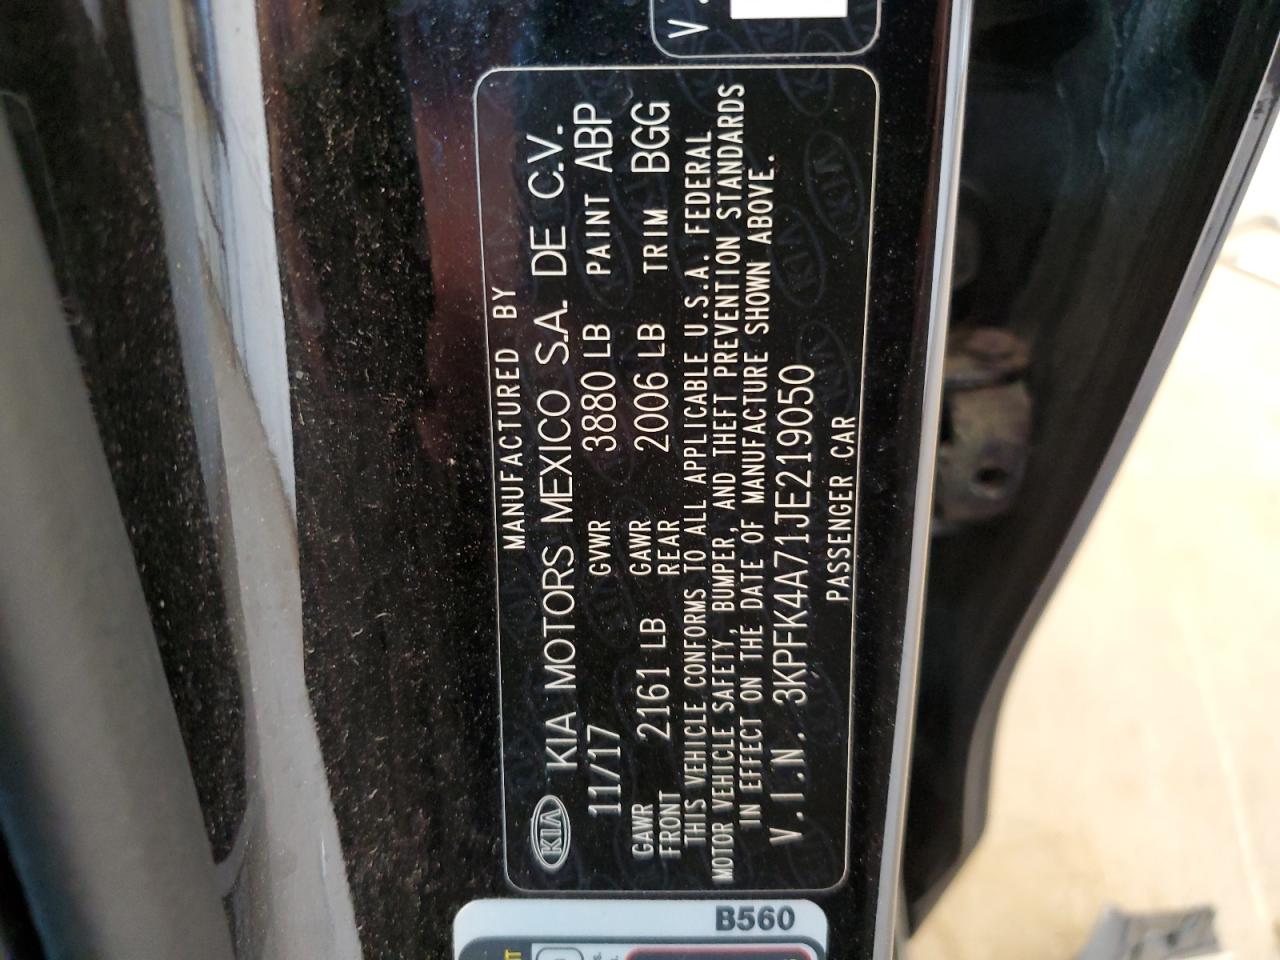 MANUFACTURED BY
KIA KIA MOTORS MEXICO S.A. DE C.V.
11/17 GVWR 3880 LB PAINT ABP
GAWR FRONT 2161 LB GAWR REAR 2006 LB TRIM BGG
THIS VEHICLE CONFORMS TO ALL APPLICABLE U.S.A. FEDERAL
MOTOR VEHICLE SAFETY, BUMPER, AND THEFT PREVENTION STANDARDS
IN EFFECT ON THE DATE OF MANUFACTURE SHOWN ABOVE.
V.I.N. 3KPFK4A71JE219050
PASSENGER CAR
B560